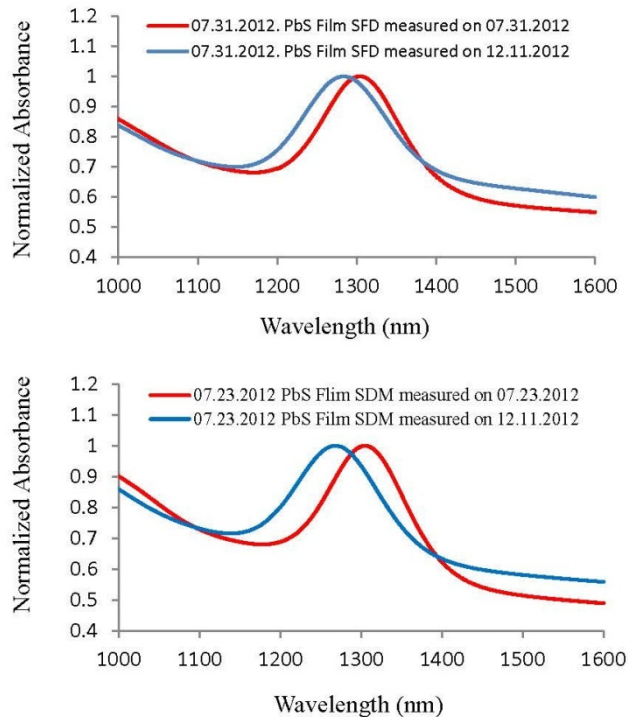 07.31.2012. PbS Film SFD measured on 07.31.2012
07.31.2012. PbS Film SFD measured on 12.11.2012
Normalized Absorbance
1.2
1.1
1
0.9
0.8
0.7
0.6
0.5
0.4
1000 1100 1200 1300 1400 1500 1600
Wavelength (nm)
07.23.2012 PbS Flim SDM measured on 07.23.2012
07.23.2012 PbS Film SDM measured on 12.11.2012
Normalized Absorbance
1.2
1.1
1
0.9
0.8
0.7
0.6
0.5
0.4
1000 1100 1200 1300 1400 1500 1600
Wavelength (nm)